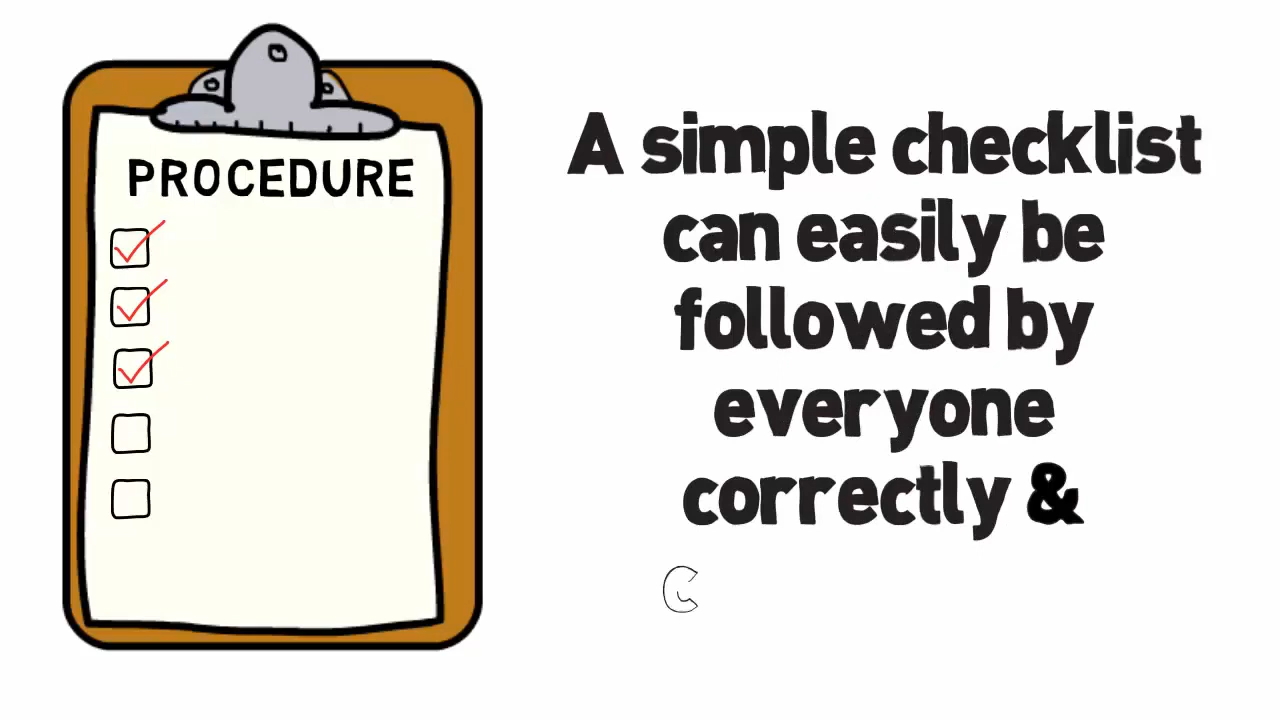 PROCEDURE
A simple checklist
can easily be
followed by
everyone
correctly &
C